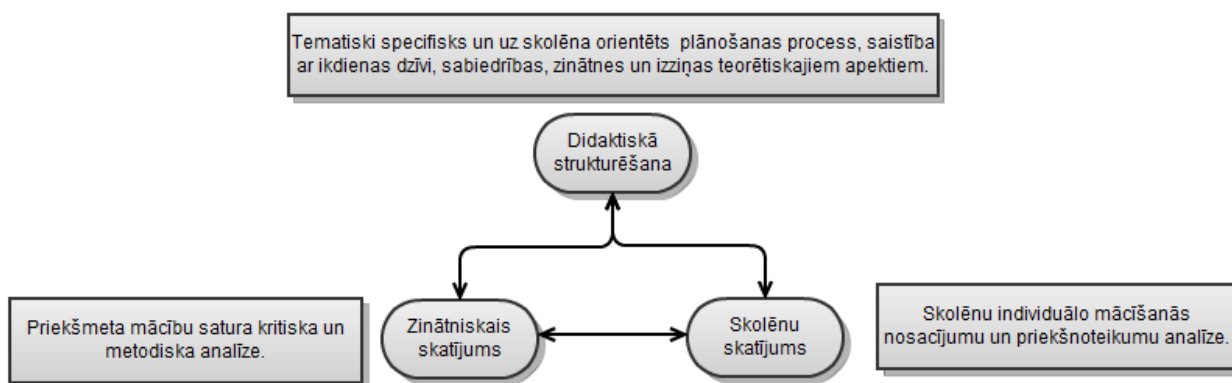 Tematiski specifisks un uz skolēna orientēts plānošanas process, saistība
ar ikdienas dzīvi, sabiedrības, zinātnes un izziņas teorētiskajiem apektiem.
Didaktiskā
strukturēšana
Priekšmeta mācību satura kritiska un
metodiska analīze.
Zinātniskais
skatījums
Skolēnu
skatījums
Skolēnu individuālo mācīšanās
nosacījumu un priekšnoteikumu analīze.